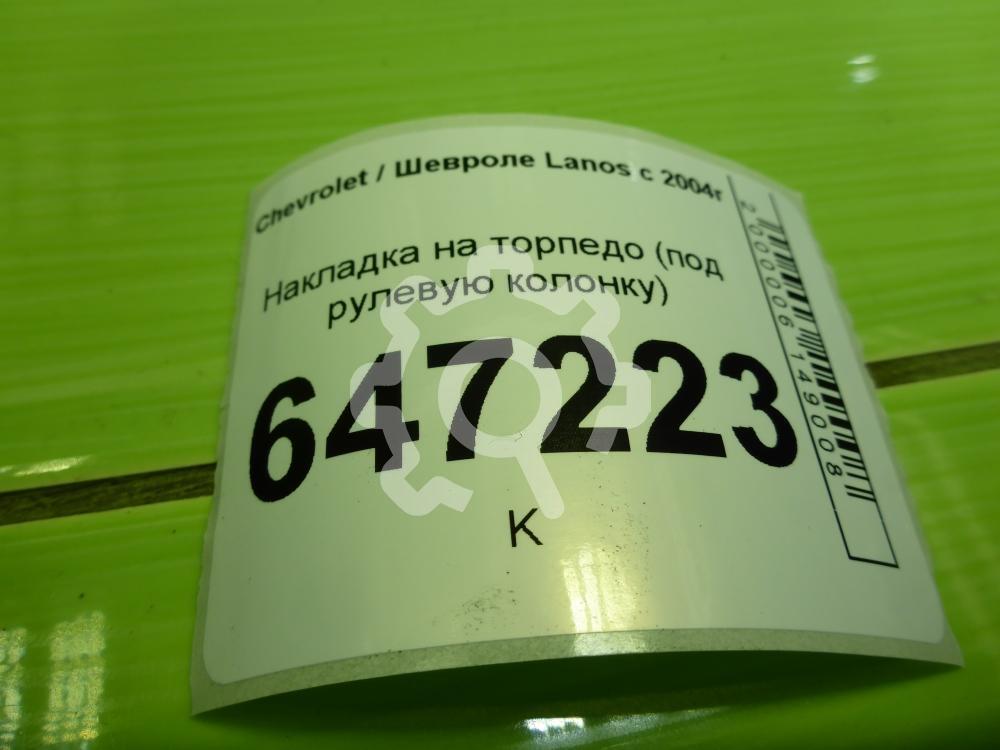 Chevrolet / Шевроле Lanos с 2004г
Накладка на торпедо (под
рулевую колонку)
647223
К
2000006149008